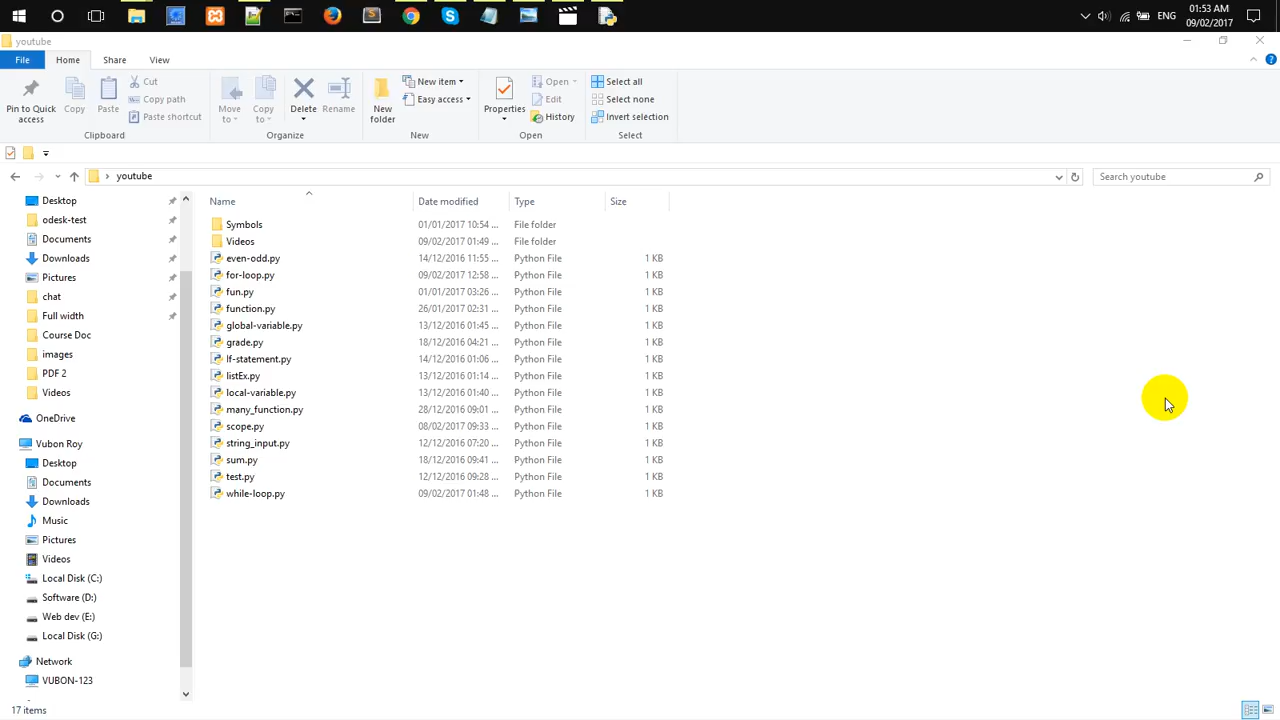 ENG
01:53 AM
09/02/2017
youtube
File Home Share View
Pin to Quick access
Copy
Paste
Cut
Copy path
Paste shortcut
Clipboard
Move to
Copy to
Delete
Rename
Organize
New folder
New item
Easy access
New
Properties
Open
Edit
History
Open
Select all
Select none
Invert selection
Select
youtube
Search youtube
Desktop
odesk-test
Documents
Downloads
Pictures
chat
Full width
Course Doc
images
PDF 2
Videos
OneDrive
Vubon Roy
Desktop
Documents
Downloads
Music
Pictures
Videos
Local Disk (C:)
Software (D:)
Web dev (E:)
Local Disk (G:)
Network
VUBON-123
Name Date modified Type Size
Symbols 01/01/2017 10:54 ... File folder
Videos 09/02/2017 01:49 ... File folder
even-odd.py 14/12/2016 11:55 ... Python File 1 KB
for-loop.py 09/02/2017 12:58 ... Python File 1 KB
fun.py 01/01/2017 03:26 ... Python File 1 KB
function.py 26/01/2017 02:31 ... Python File 1 KB
global-variable.py 13/12/2016 01:45 ... Python File 1 KB
grade.py 18/12/2016 04:21 ... Python File 1 KB
If-statement.py 14/12/2016 01:06 ... Python File 1 KB
listEx.py 13/12/2016 01:14 ... Python File 1 KB
local-variable.py 13/12/2016 01:40 ... Python File 1 KB
many_function.py 28/12/2016 09:01 ... Python File 1 KB
scope.py 08/02/2017 09:33 ... Python File 1 KB
string_input.py 12/12/2016 07:20 ... Python File 1 KB
sum.py 18/12/2016 09:41 ... Python File 1 KB
test.py 12/12/2016 09:28 ... Python File 1 KB
while-loop.py 09/02/2017 01:48 ... Python File 1 KB
17 items